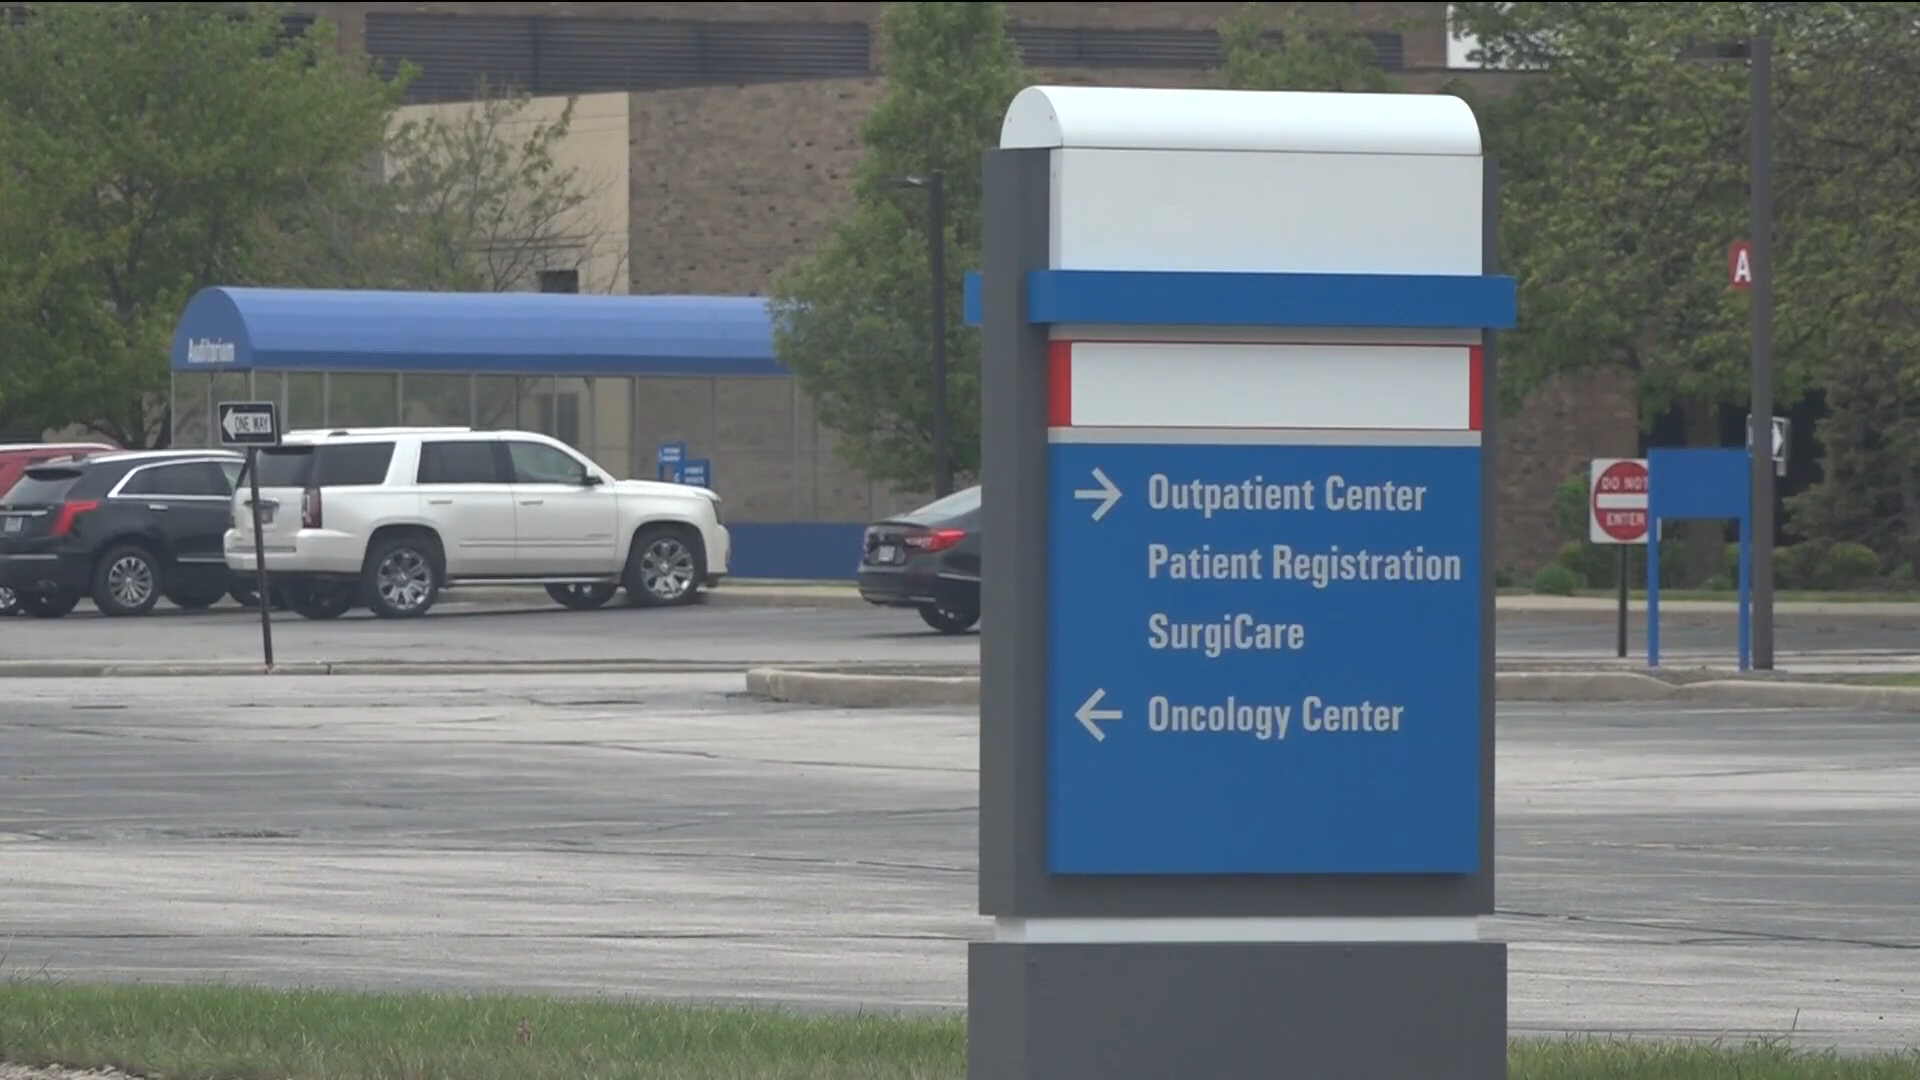 Auditorium
ONE WAY
A
DO NOT
ENTER
Outpatient Center
Patient Registration
SurgiCare
Oncology Center